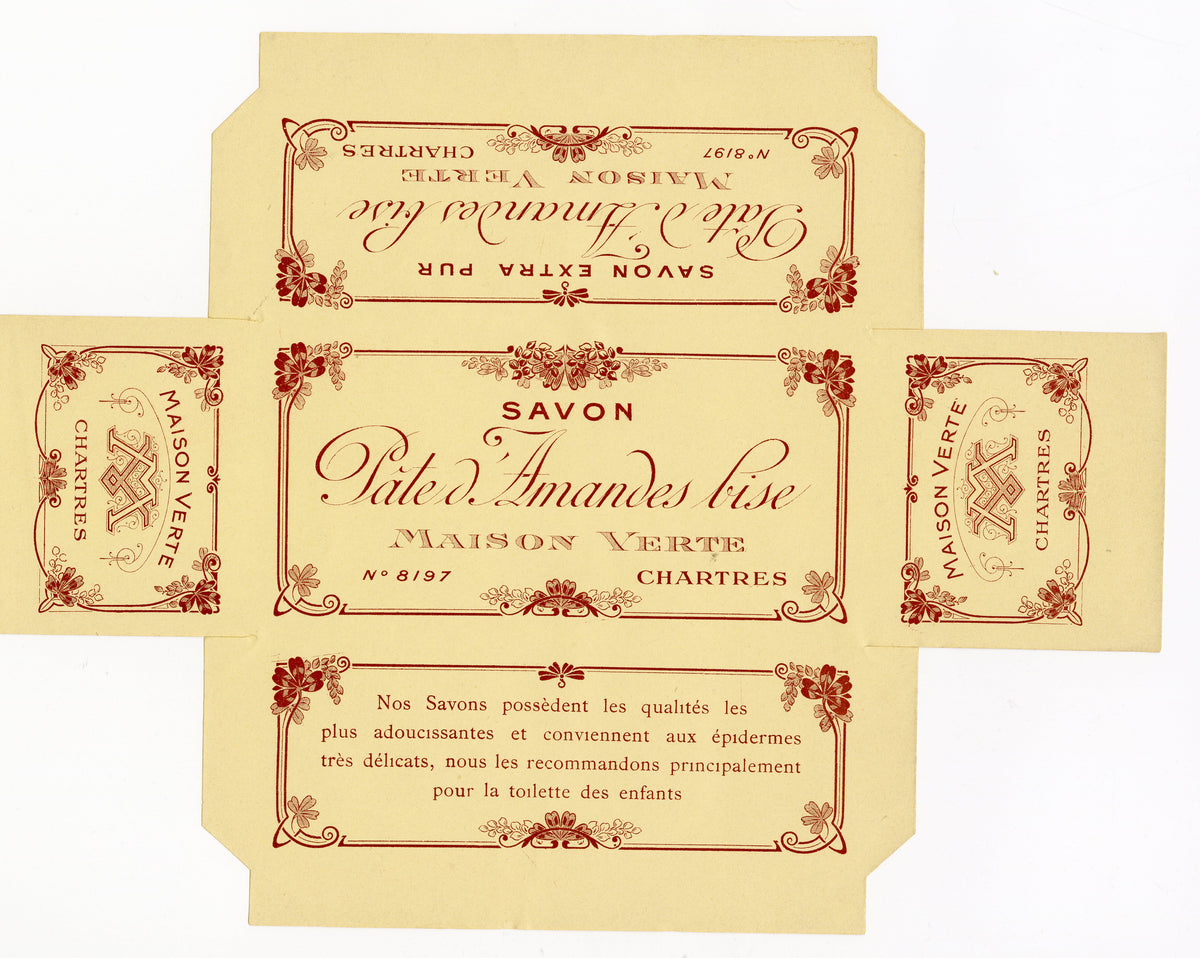 SAVON EXTRA PUR
Pâte d'Amandes bise
MAISON VERTE
Nº 8197 CHARTRES
MAISON VERTE
CHARTRES
SAVON
Pâte d'Amandes bise
MAISON VERTE
Nº 8197 CHARTRES
MAISON VERTE
CHARTRES
Nos Savons possèdent les qualités les
plus adoucissantes et conviennent aux épidermes
très délicats, nous les recommandons principalement
pour la toilette des enfants